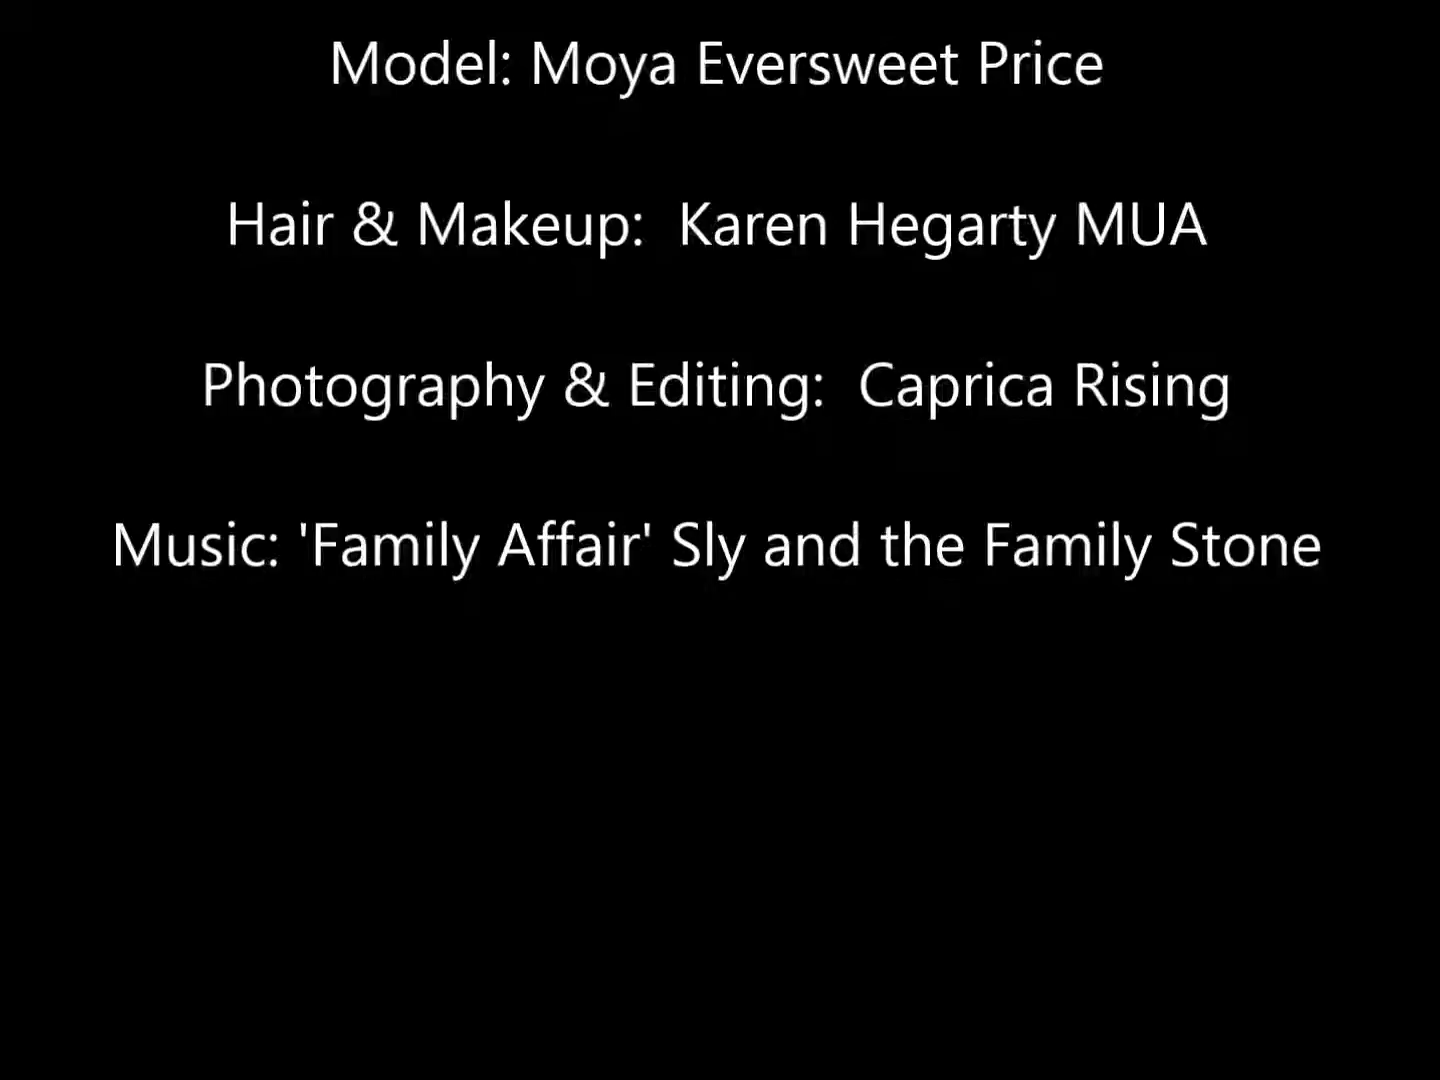 Model: Moya Eversweet Price
Hair & Makeup:  Karen Hegarty MUA
Photography & Editing:  Caprica Rising
Music: 'Family Affair' Sly and the Family Stone